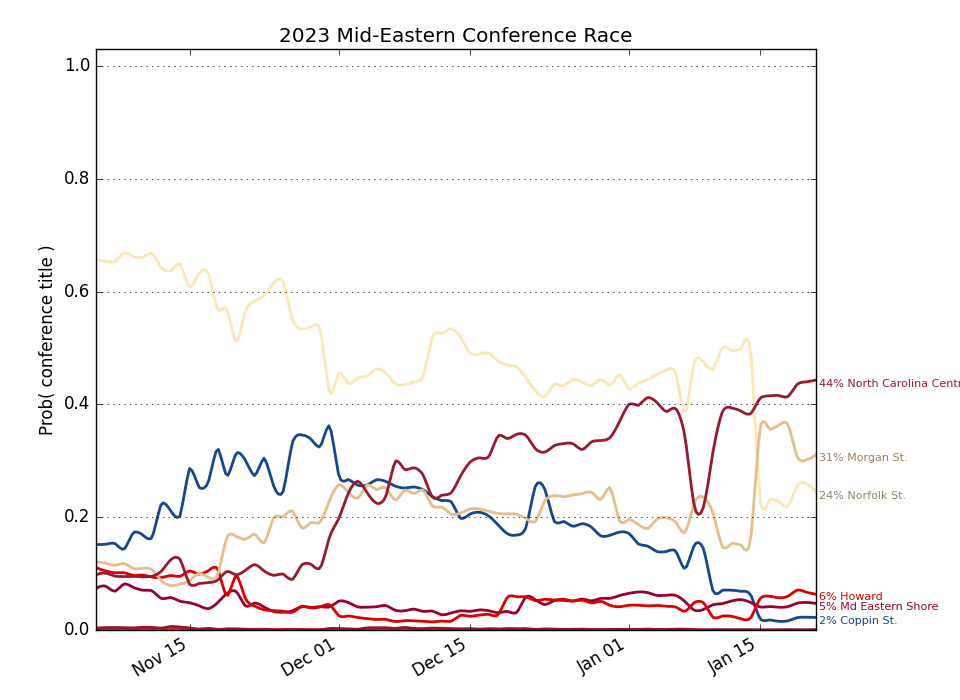 2023 Mid-Eastern Conference Race
Prob( conference title )
1.0
0.8
0.6
0.4
0.2
0.0
Nov 15
Dec 01
Dec 15
Jan 01
Jan 15
44% North Carolina Centr
31% Morgan St.
24% Norfolk St.
6% Howard
5% Md Eastern Shore
2% Coppin St.